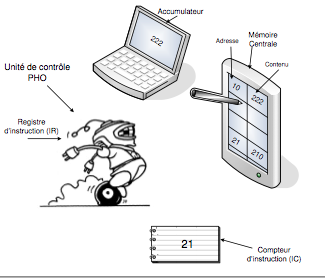 Accumulateur
222
Mémoire
Centrale
Adresse
Contenu
10
222
21
210
Unité de contrôle
PHO
Registre
d'instruction (IR)
21
Compteur
d'instruction (IC)